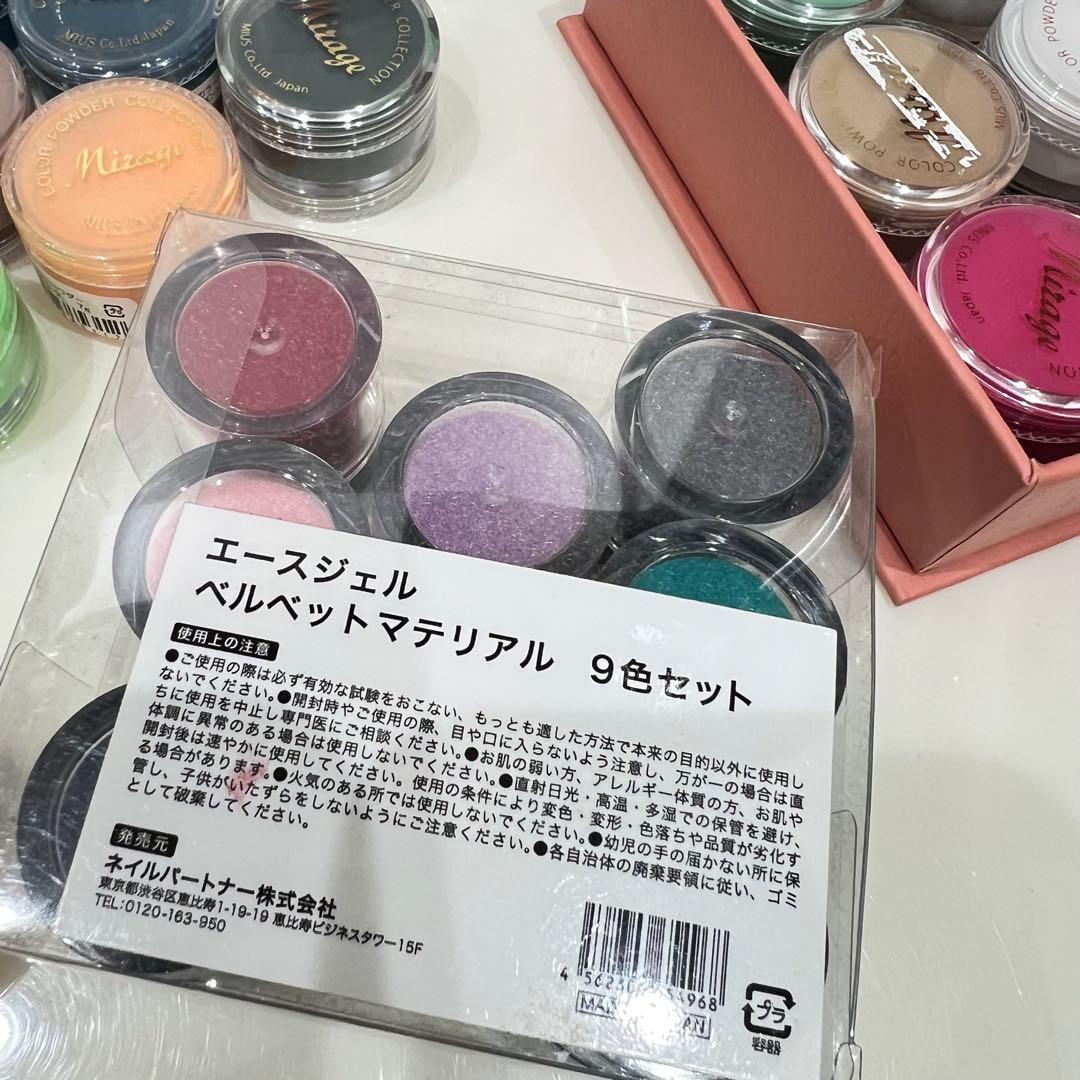 MIUS Co.Ltd.Japan
Mirage
COLLECTION
MIUS Co.Ltd Japan
COLOR POWDER COLLECTION
Mirage
COLOR
MIUS Co.Ltd. Japan
Mirage
エースジェル
ベルベットマテリアル 9色セット
使用上の注意
●ご使用の際は必ず有効な試験をおこない、もっとも適した方法で本来の目的以外に使用し
ないでください。●開封時やご使用の際、目や口に入らないよう注意し、万が一の場合は直
ちに使用を中止し専門医にご相談ください。●お肌の弱い方、アレルギー体質の方、お肌や
体調に異常のある場合は使用しないでください。●直射日光・高温・多湿での保管を避け、
開封後は速やかに使用してください。使用の条件により変色・変形・色落ちや品質が劣化す
る場合があります。●火気のある所では使用しないでください。●幼児の手の届かない所に保
管し、子供がいたずらをしないようにご注意ください。●各自治体の廃棄要領に従い、ゴミ
として破棄してください。
発売元
ネイルパートナー株式会社
東京都渋谷区恵比寿1-19-19 恵比寿ビジネスタワー15F
TEL:0120-163-950
プラ